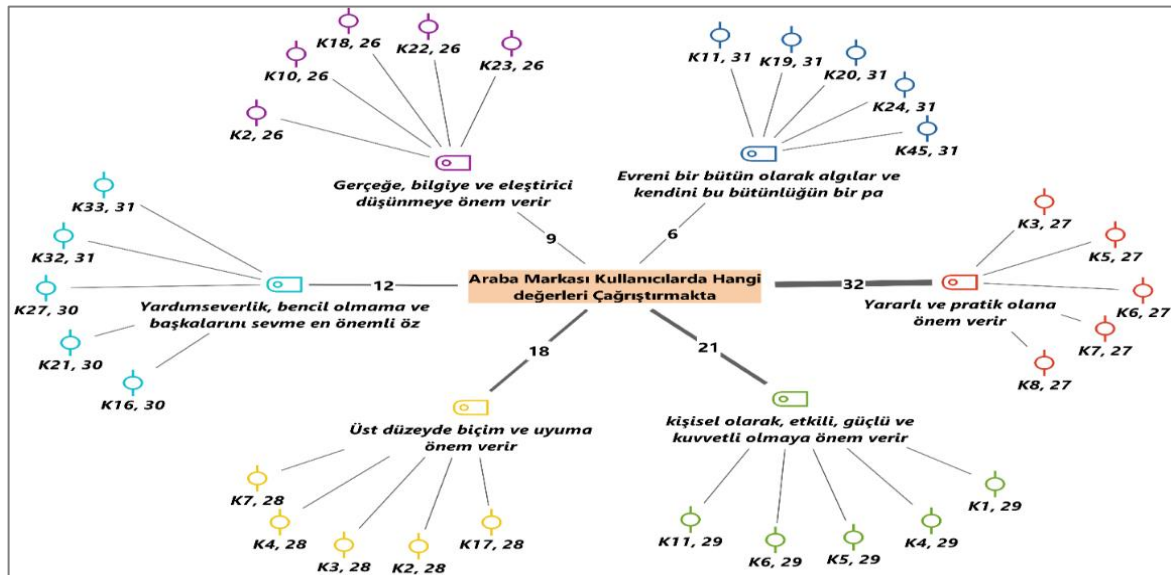 K18, 26
K22, 26
K23, 26
K10, 26
K2, 26
Gerçeğe, bilgiye ve eleştirici
düşünmeye önem verir
9
K11, 31
K19, 31
K20, 31
K24, 31
K45, 31
Evreni bir bütün olarak algılar ve
kendini bu bütünlüğün bir pa
6
K33, 31
K32, 31
K27, 30
K21, 30
K16, 30
Yardımseverlik, bencil olmama ve
başkalarını sevme en önemli öz
12
Araba Markası Kullanıcılarda Hangi
değerleri Çağrıştırmakta
32
Yararlı ve pratik olana
önem verir
K3, 27
K5, 27
K6, 27
K7, 27
K8, 27
18
Üst düzeyde biçim ve uyuma
önem verir
K7, 28
K4, 28
K3, 28
K2, 28
K17, 28
21
kişisel olarak, etkili, güçlü ve
kuvvetli olmaya önem verir
K1, 29
K4, 29
K5, 29
K6, 29
K11, 29